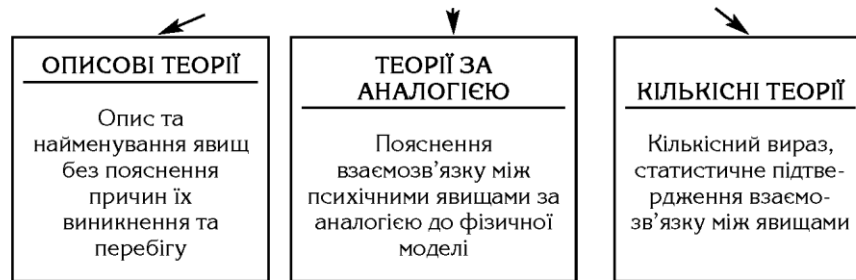 ОПИСОВІ ТЕОРІЇ
Опис та
найменування явищ
без пояснення
причин їх
виникнення та
перебігу
ТЕОРІЇ ЗА
АНАЛОГІЄЮ
Пояснення
взаємозв’язку між
психічними явищами за
аналогією до фізичної
моделі
КІЛЬКІСНІ ТЕОРІЇ
Кількісний вираз,
статистичне підтве-
рдження взаємо-
зв’язку між явищами